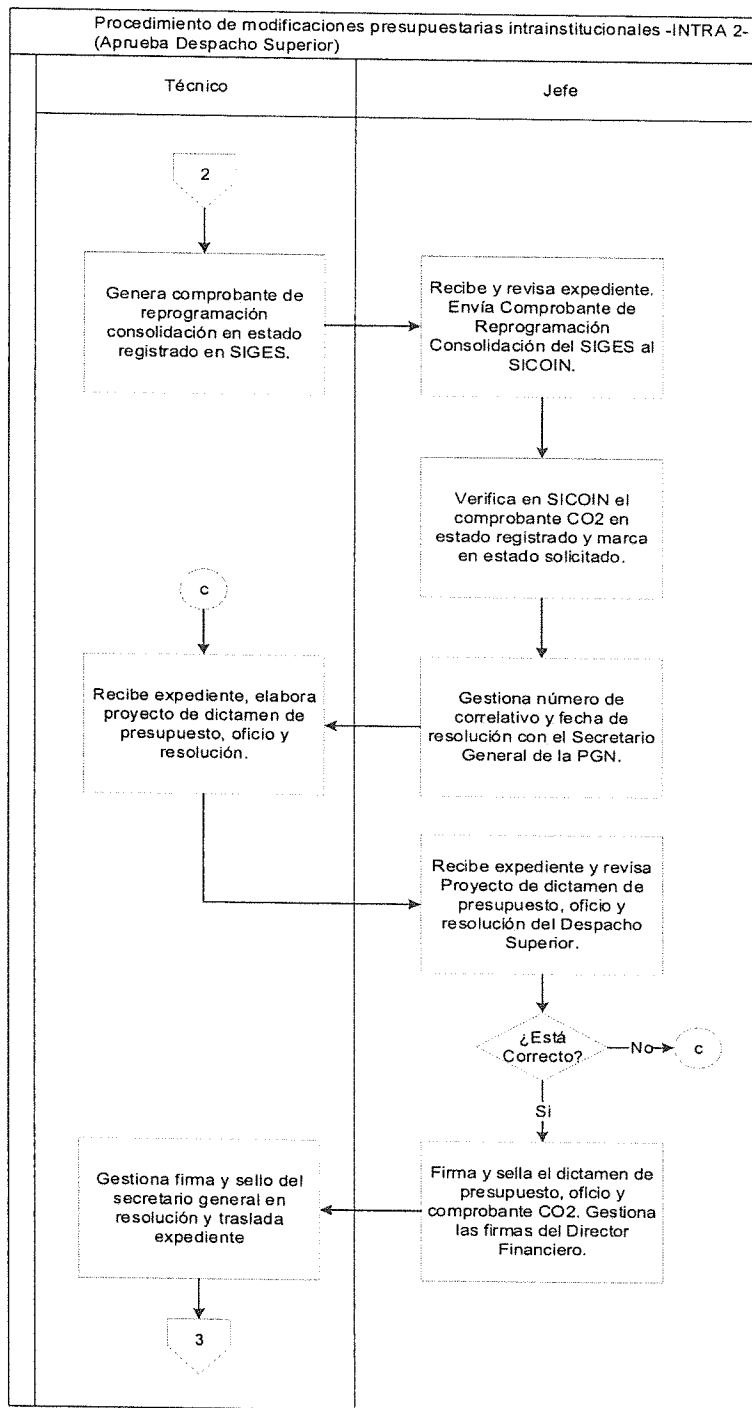 Procedimiento de modificaciones presupuestarias intrainstitucionales -INTRA 2-
(Aprueba Despacho Superior)
Técnico
Jefe
2
Genera comprobante de
reprogramación
consolidación en estado
registrado en SIGES.
Recibe y revisa expediente.
Envía Comprobante de
Reprogramación
Consolidación del SIGES al
SICOIN.
Verifica en SICOIN el
comprobante CO2 en
estado registrado y marca
en estado solicitado.
c
Recibe expediente, elabora
proyecto de dictamen de
presupuesto, oficio y
resolución.
Gestiona número de
correlativo y fecha de
resolución con el Secretario
General de la PGN.
Recibe expediente y revisa
Proyecto de dictamen de
presupuesto, oficio y
resolución del Despacho
Superior.
¿Está
Correcto?
No
c
Si
Gestiona firma y sello del
secretario general en
resolución y traslada
expediente
Firma y sella el dictamen de
presupuesto, oficio y
comprobante CO2. Gestiona
las firmas del Director
Financiero.
3